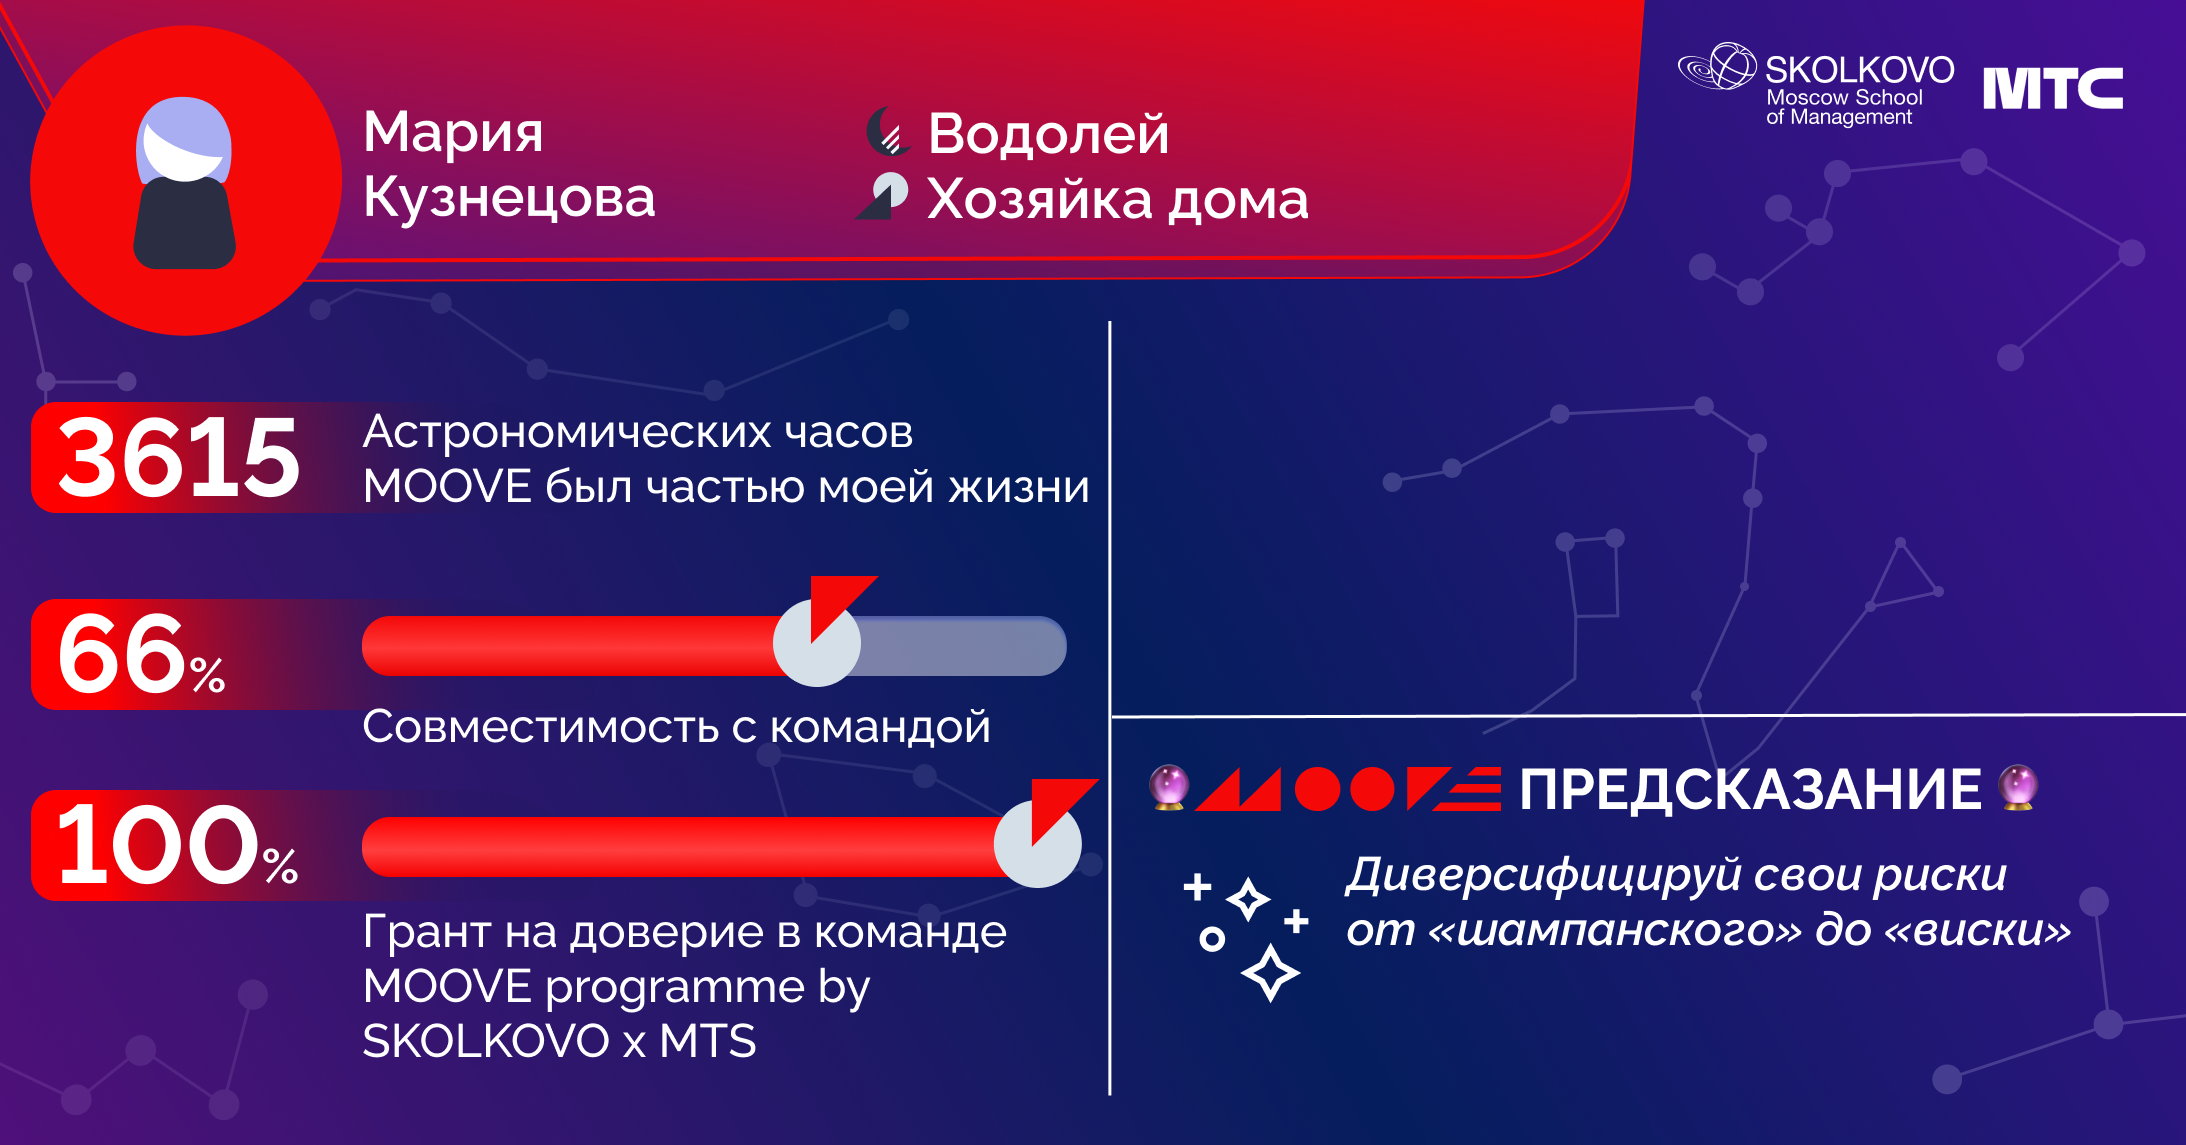 Мария
Кузнецова
Водолей
Хозяйка дома
SKOLKOVO
Moscow School
of Management
МТС
3615
Астрономических часов
MOOVE был частью моей жизни
66%
Совместимость с командой
100%
Грант на доверие в команде
MOOVE programme by
SKOLKOVO x MTS
MOOVE ПРЕДСКАЗАНИЕ
Диверсифицируй свои риски
от «шампанского» до «виски»